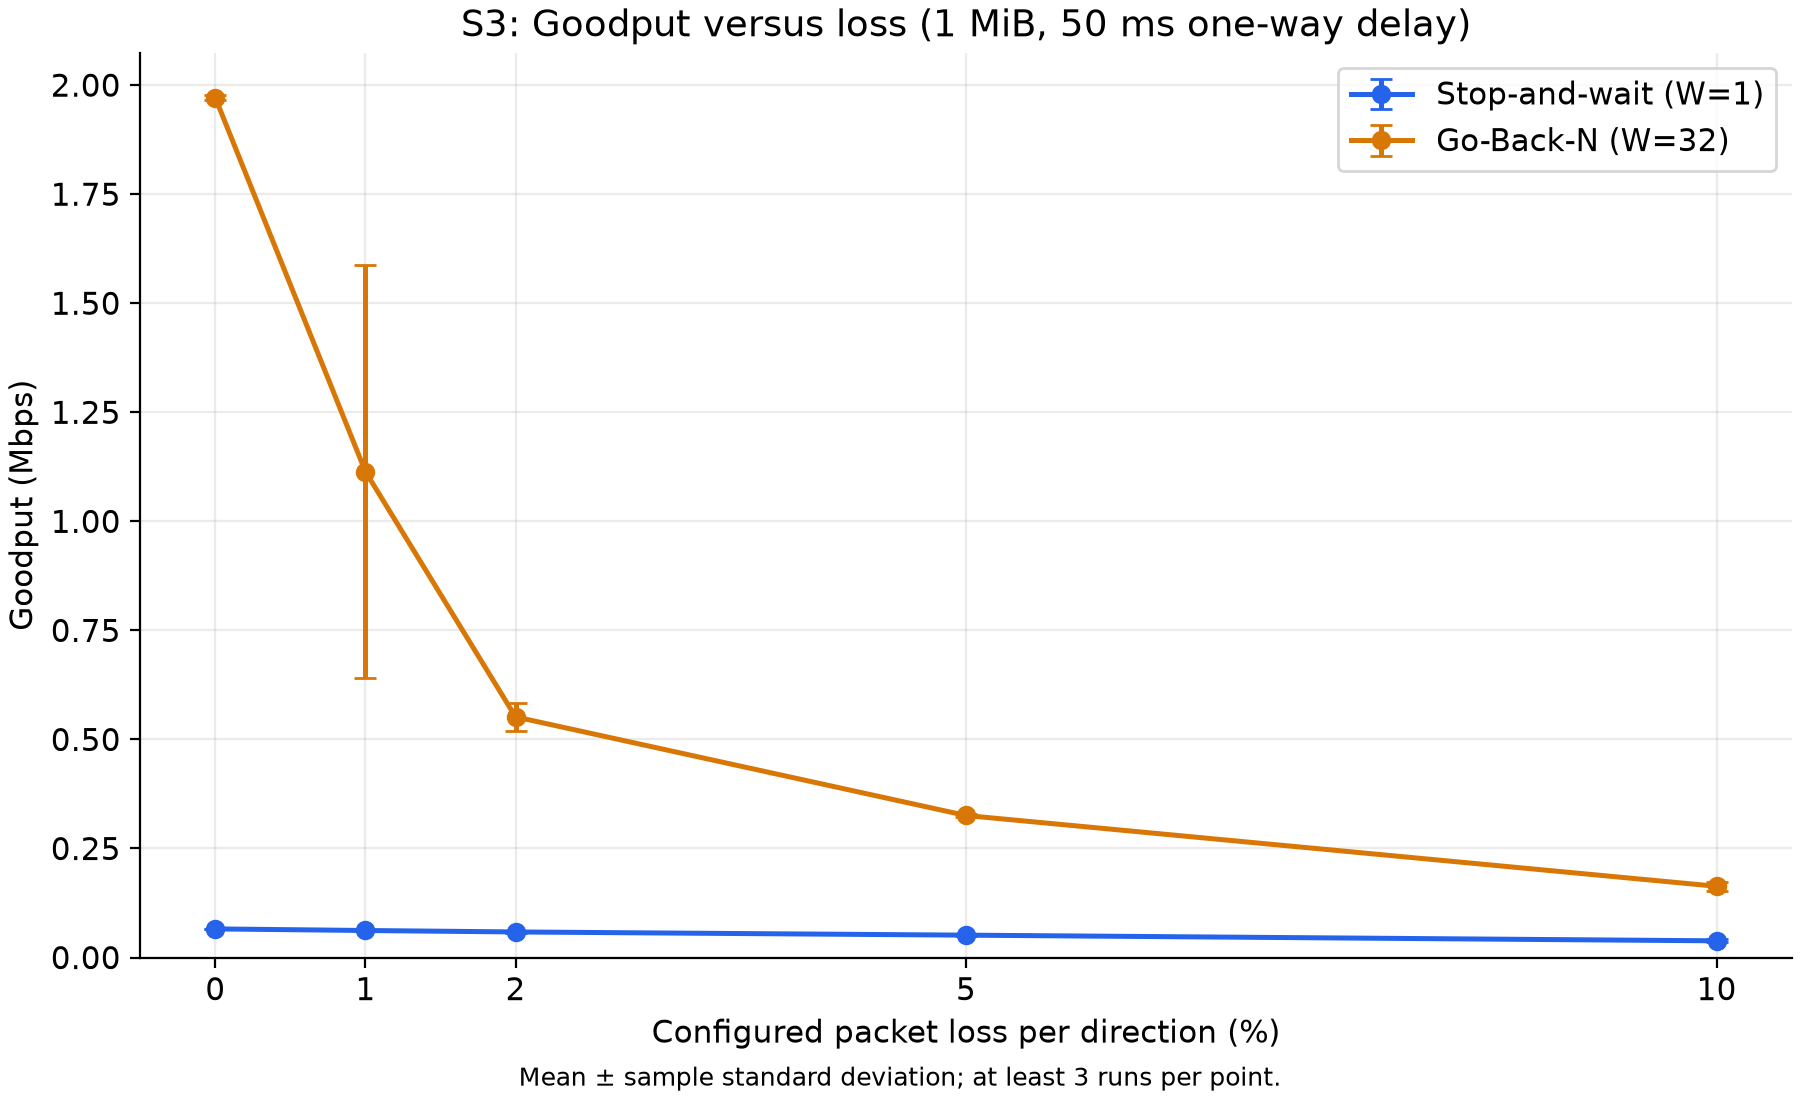 S3: Goodput versus loss (1 MiB, 50 ms one-way delay)
Stop-and-wait (W=1)
Go-Back-N (W=32)
Goodput (Mbps)
2.00
1.75
1.50
1.25
1.00
0.75
0.50
0.25
0.00
0 1 2 5 10
Configured packet loss per direction (%)
Mean ± sample standard deviation; at least 3 runs per point.